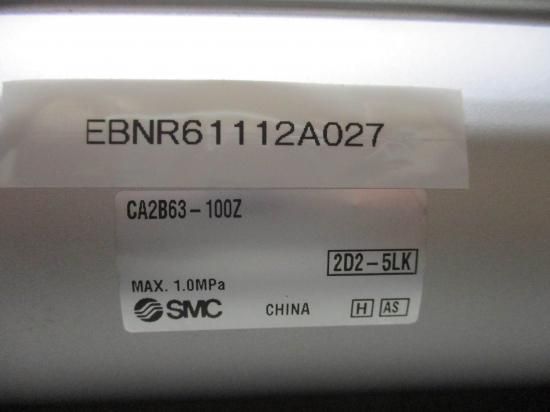 EBNR61112A027
CA2B63-100Z
2D2-5LK
MAX. 1.0MPa
SMC CHINA H AS